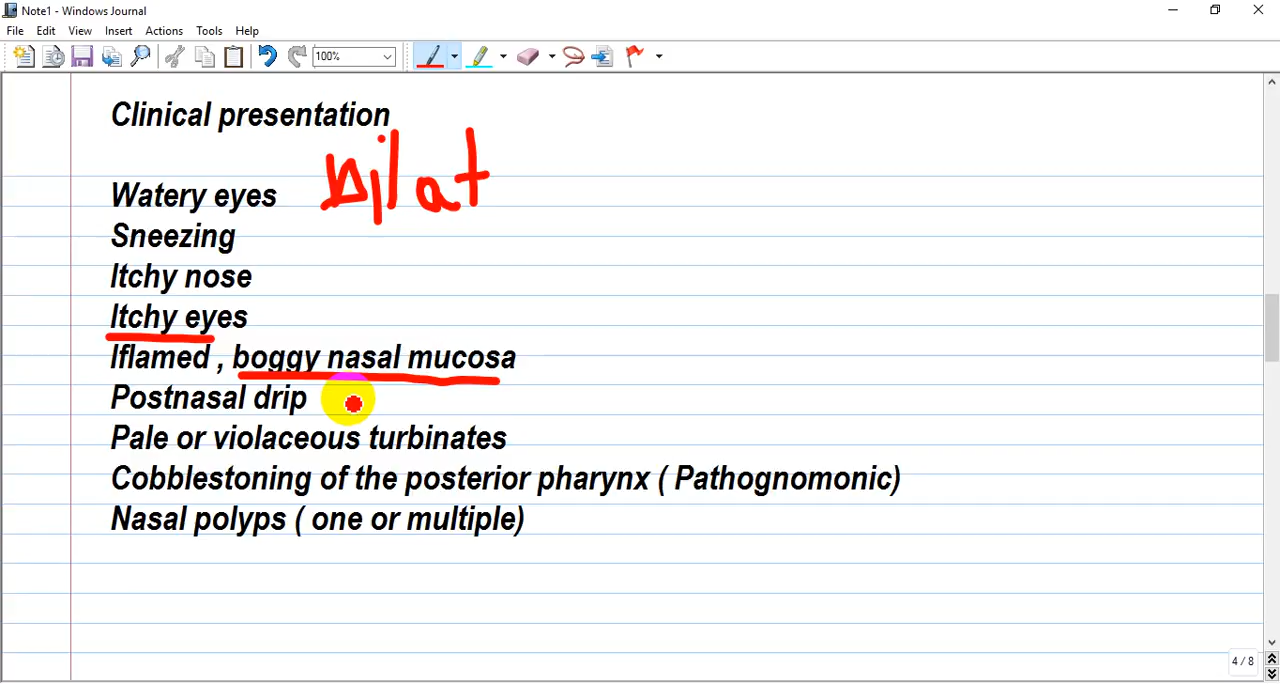 Note1 - Windows Journal
File Edit View Insert Actions Tools Help
100%
Clinical presentation
Bilat
Watery eyes
Sneezing
Itchy nose
Itchy eyes
Iflamed , boggy nasal mucosa
Postnasal drip
Pale or violaceous turbinates
Cobblestoning of the posterior pharynx ( Pathognomonic)
Nasal polyps ( one or multiple)
4 / 8